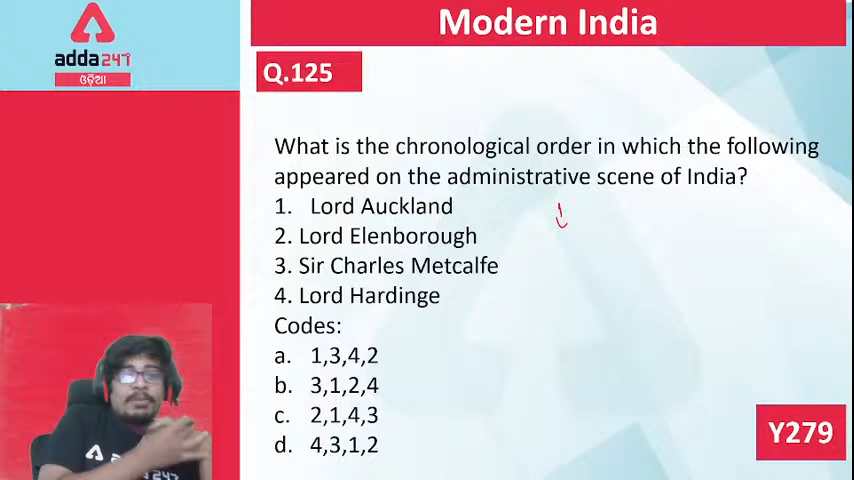 Modern India
adda247
ଓଡ଼ିଆ
Q.125
What is the chronological order in which the following
appeared on the administrative scene of India?
1. Lord Auckland
2. Lord Elenborough
3. Sir Charles Metcalfe
4. Lord Hardinge
Codes:
a. 1,3,4,2
b. 3,1,2,4
c. 2,1,4,3
d. 4,3,1,2
Y279